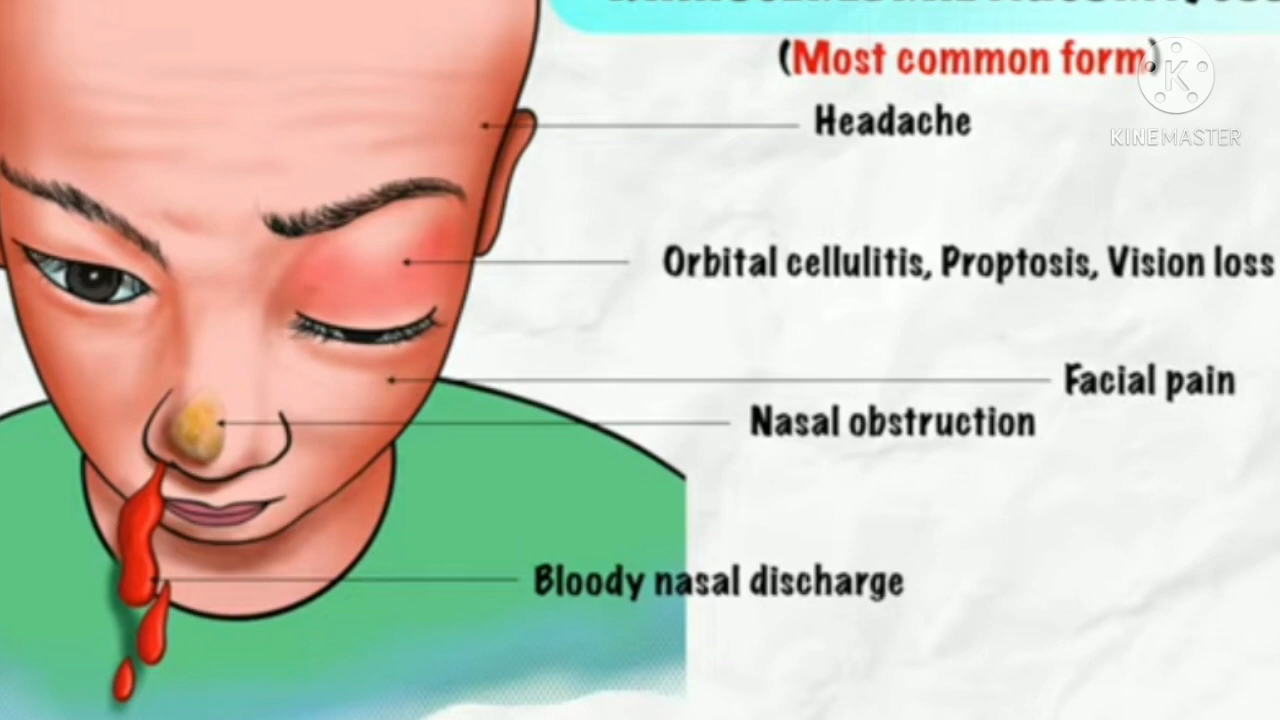 (Most common form)
K
KINEMASTER
Headache
Orbital cellulitis, Proptosis, Vision loss
Facial pain
Nasal obstruction
Bloody nasal discharge